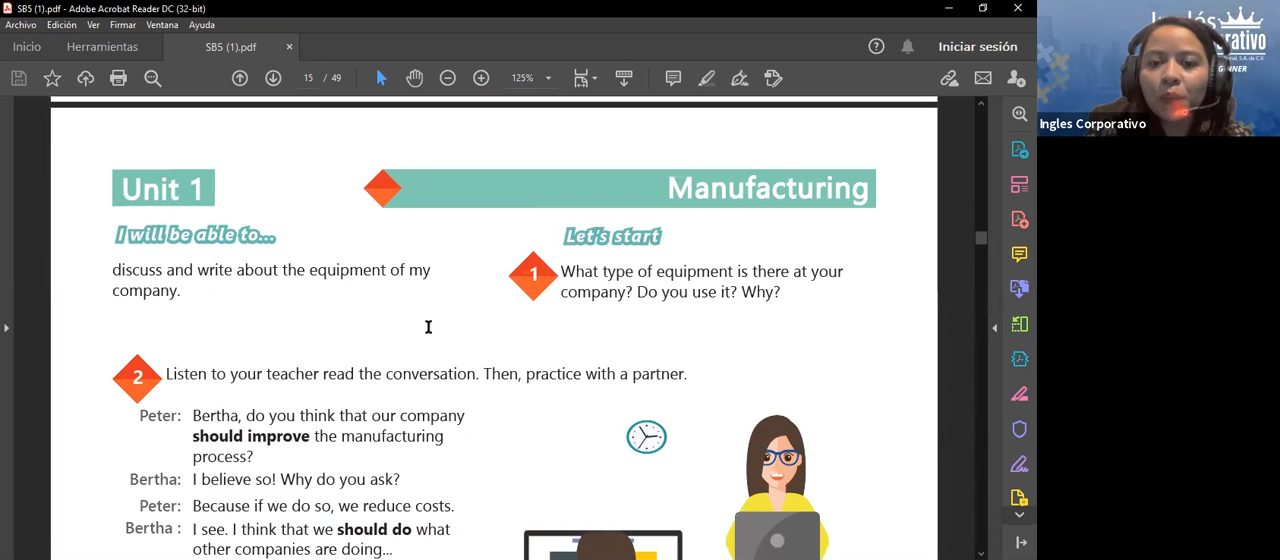 SB5 (1).pdf - Adobe Acrobat Reader DC (32-bit)
Archivo Edición Ver Firmar Ventana Ayuda
Inicio Herramientas SB5 (1).pdf × Iniciar sesión
15 / 49 125%
Unit 1 Manufacturing
I will be able to...
discuss and write about the equipment of my
company.
Let's start
1 What type of equipment is there at your
company? Do you use it? Why?
2 Listen to your teacher read the conversation. Then, practice with a partner.
Peter: Bertha, do you think that our company
should improve the manufacturing
process?
Bertha: I believe so! Why do you ask?
Peter: Because if we do so, we reduce costs.
Bertha : I see. I think that we should do what
other companies are doing...
Ingles Corporativo